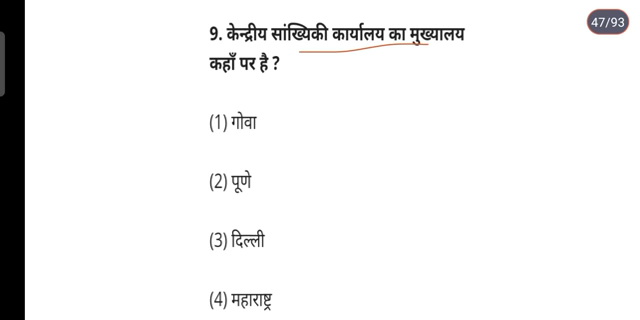 47/93
9. केन्द्रीय सांख्यिकी कार्यालय का मुख्यालय
कहाँ पर है ?
(1) गोवा
(2) पूणे
(3) दिल्ली
(4) महाराष्ट्र